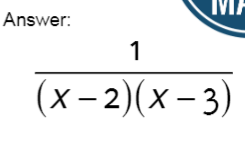 Answer:
1
(x – 2)(x – 3)